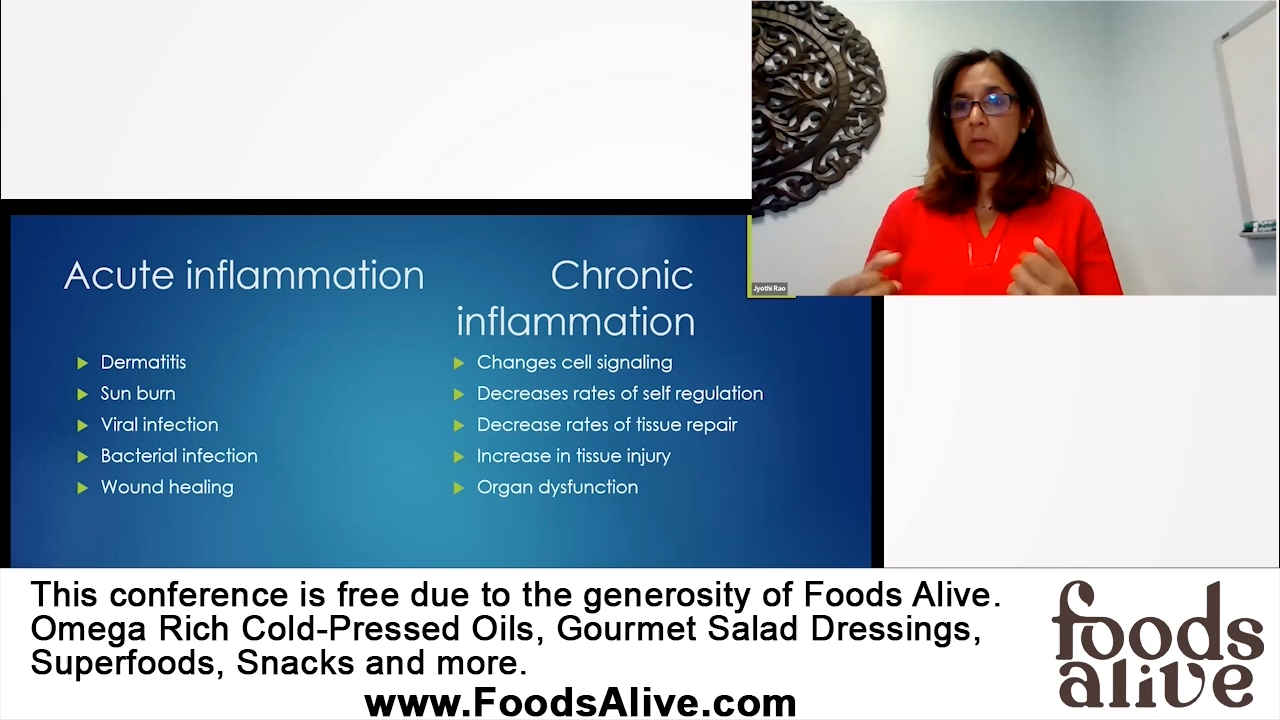 Jyothi Rao
Acute inflammation
Dermatitis
Sun burn
Viral infection
Bacterial infection
Wound healing
Chronic
inflammation
Changes cell signaling
Decreases rates of self regulation
Decrease rates of tissue repair
Increase in tissue injury
Organ dysfunction
This conference is free due to the generosity of Foods Alive.
Omega Rich Cold-Pressed Oils, Gourmet Salad Dressings,
Superfoods, Snacks and more.
www.FoodsAlive.com
foods
alive